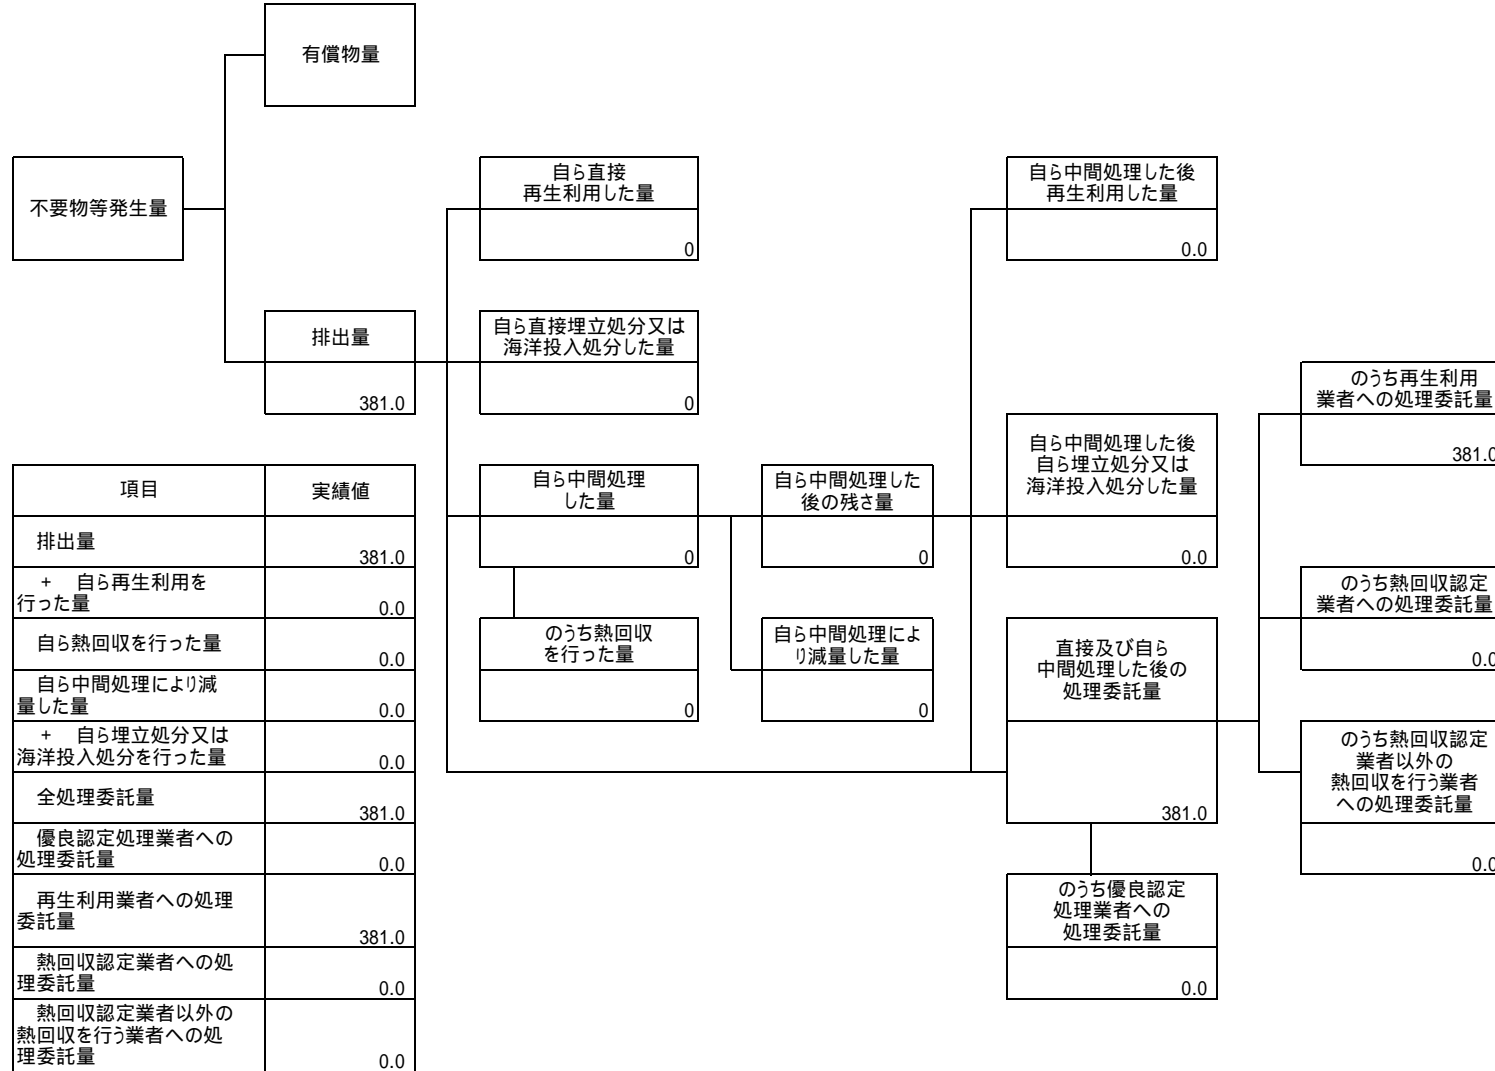 有償物量
不要物等発生量
自ら直接
再生利用した量
0
自ら中間処理した後
再生利用した量
0.0
排出量
381.0
自ら直接埋立処分又は
海洋投入処分した量
0
のうち再生利用
業者への処理委託量
381.0
自ら中間処理した後
自ら埋立処分又は
海洋投入処分した量
0.0
自ら中間処理
した量
0
自ら中間処理した
後の残さ量
0
のうち熱回収認定
業者への処理委託量
0.0
のうち熱回収
を行った量
0
自ら中間処理によ
り減量した量
0
直接及び自ら
中間処理した後の
処理委託量
381.0
のうち熱回収認定
業者以外の
熱回収を行う業者
への処理委託量
0.0
のうち優良認定
処理業者への
処理委託量
0.0
項目 実績値
排出量
381.0
+ 自ら再生利用を
行った量
0.0
自ら熱回収を行った量
0.0
自ら中間処理により減
量した量
0.0
+ 自ら埋立処分又は
海洋投入処分を行った量
0.0
全処理委託量
381.0
優良認定処理業者への
処理委託量
0.0
再生利用業者への処理
委託量
381.0
熱回収認定業者への処
理委託量
0.0
熱回収認定業者以外の
熱回収を行う業者への処
理委託量
0.0